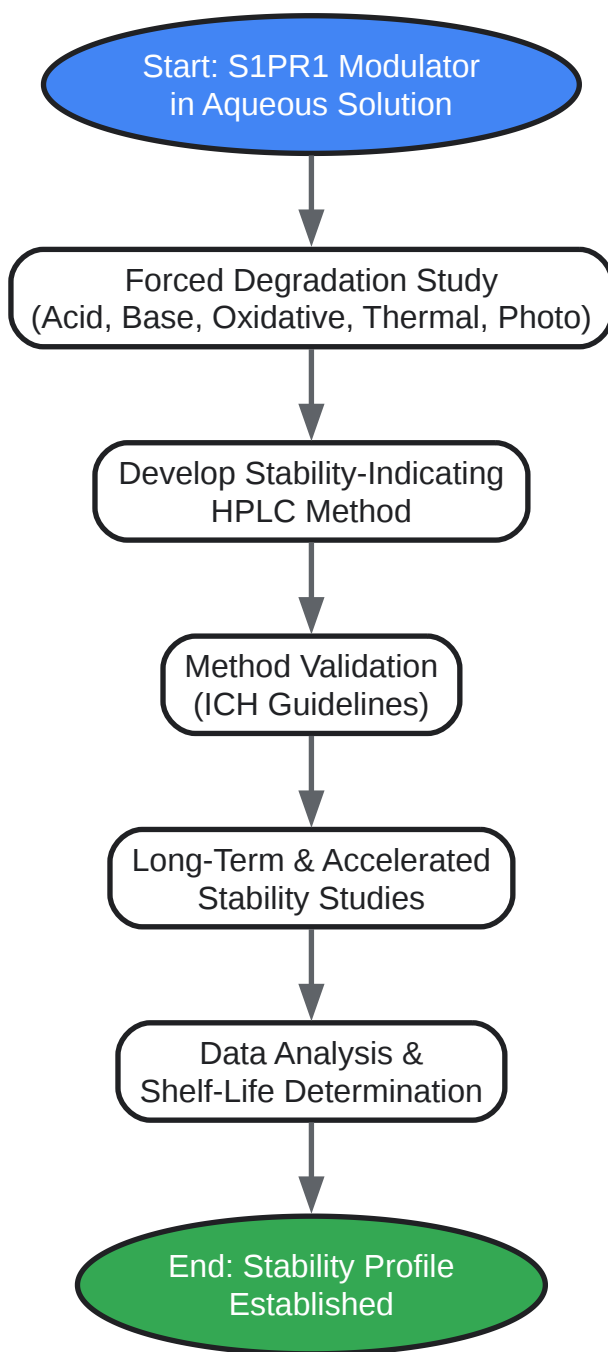 Start: S1PR1 Modulator
in Aqueous Solution
Forced Degradation Study
(Acid, Base, Oxidative, Thermal, Photo)
Develop Stability-Indicating
HPLC Method
Method Validation
(ICH Guidelines)
Long-Term & Accelerated
Stability Studies
Data Analysis &
Shelf-Life Determination
End: Stability Profile
Established